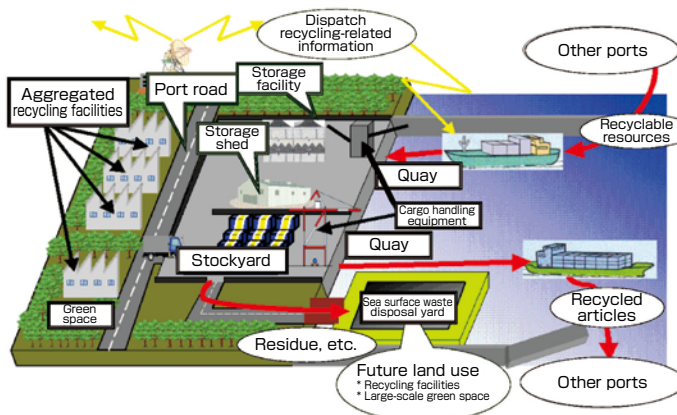 Dispatch
recycling-related
information
Other ports
Aggregated
recycling facilities
Port road
Storage
facility
Storage
shed
Recyclable
resources
Quay
Cargo handling
equipment
Quay
Stockyard
Green
space
Sea surface waste
disposal yard
Recycled
articles
Residue, etc.
Future land use
* Recycling facilities
* Large-scale green space
Other ports